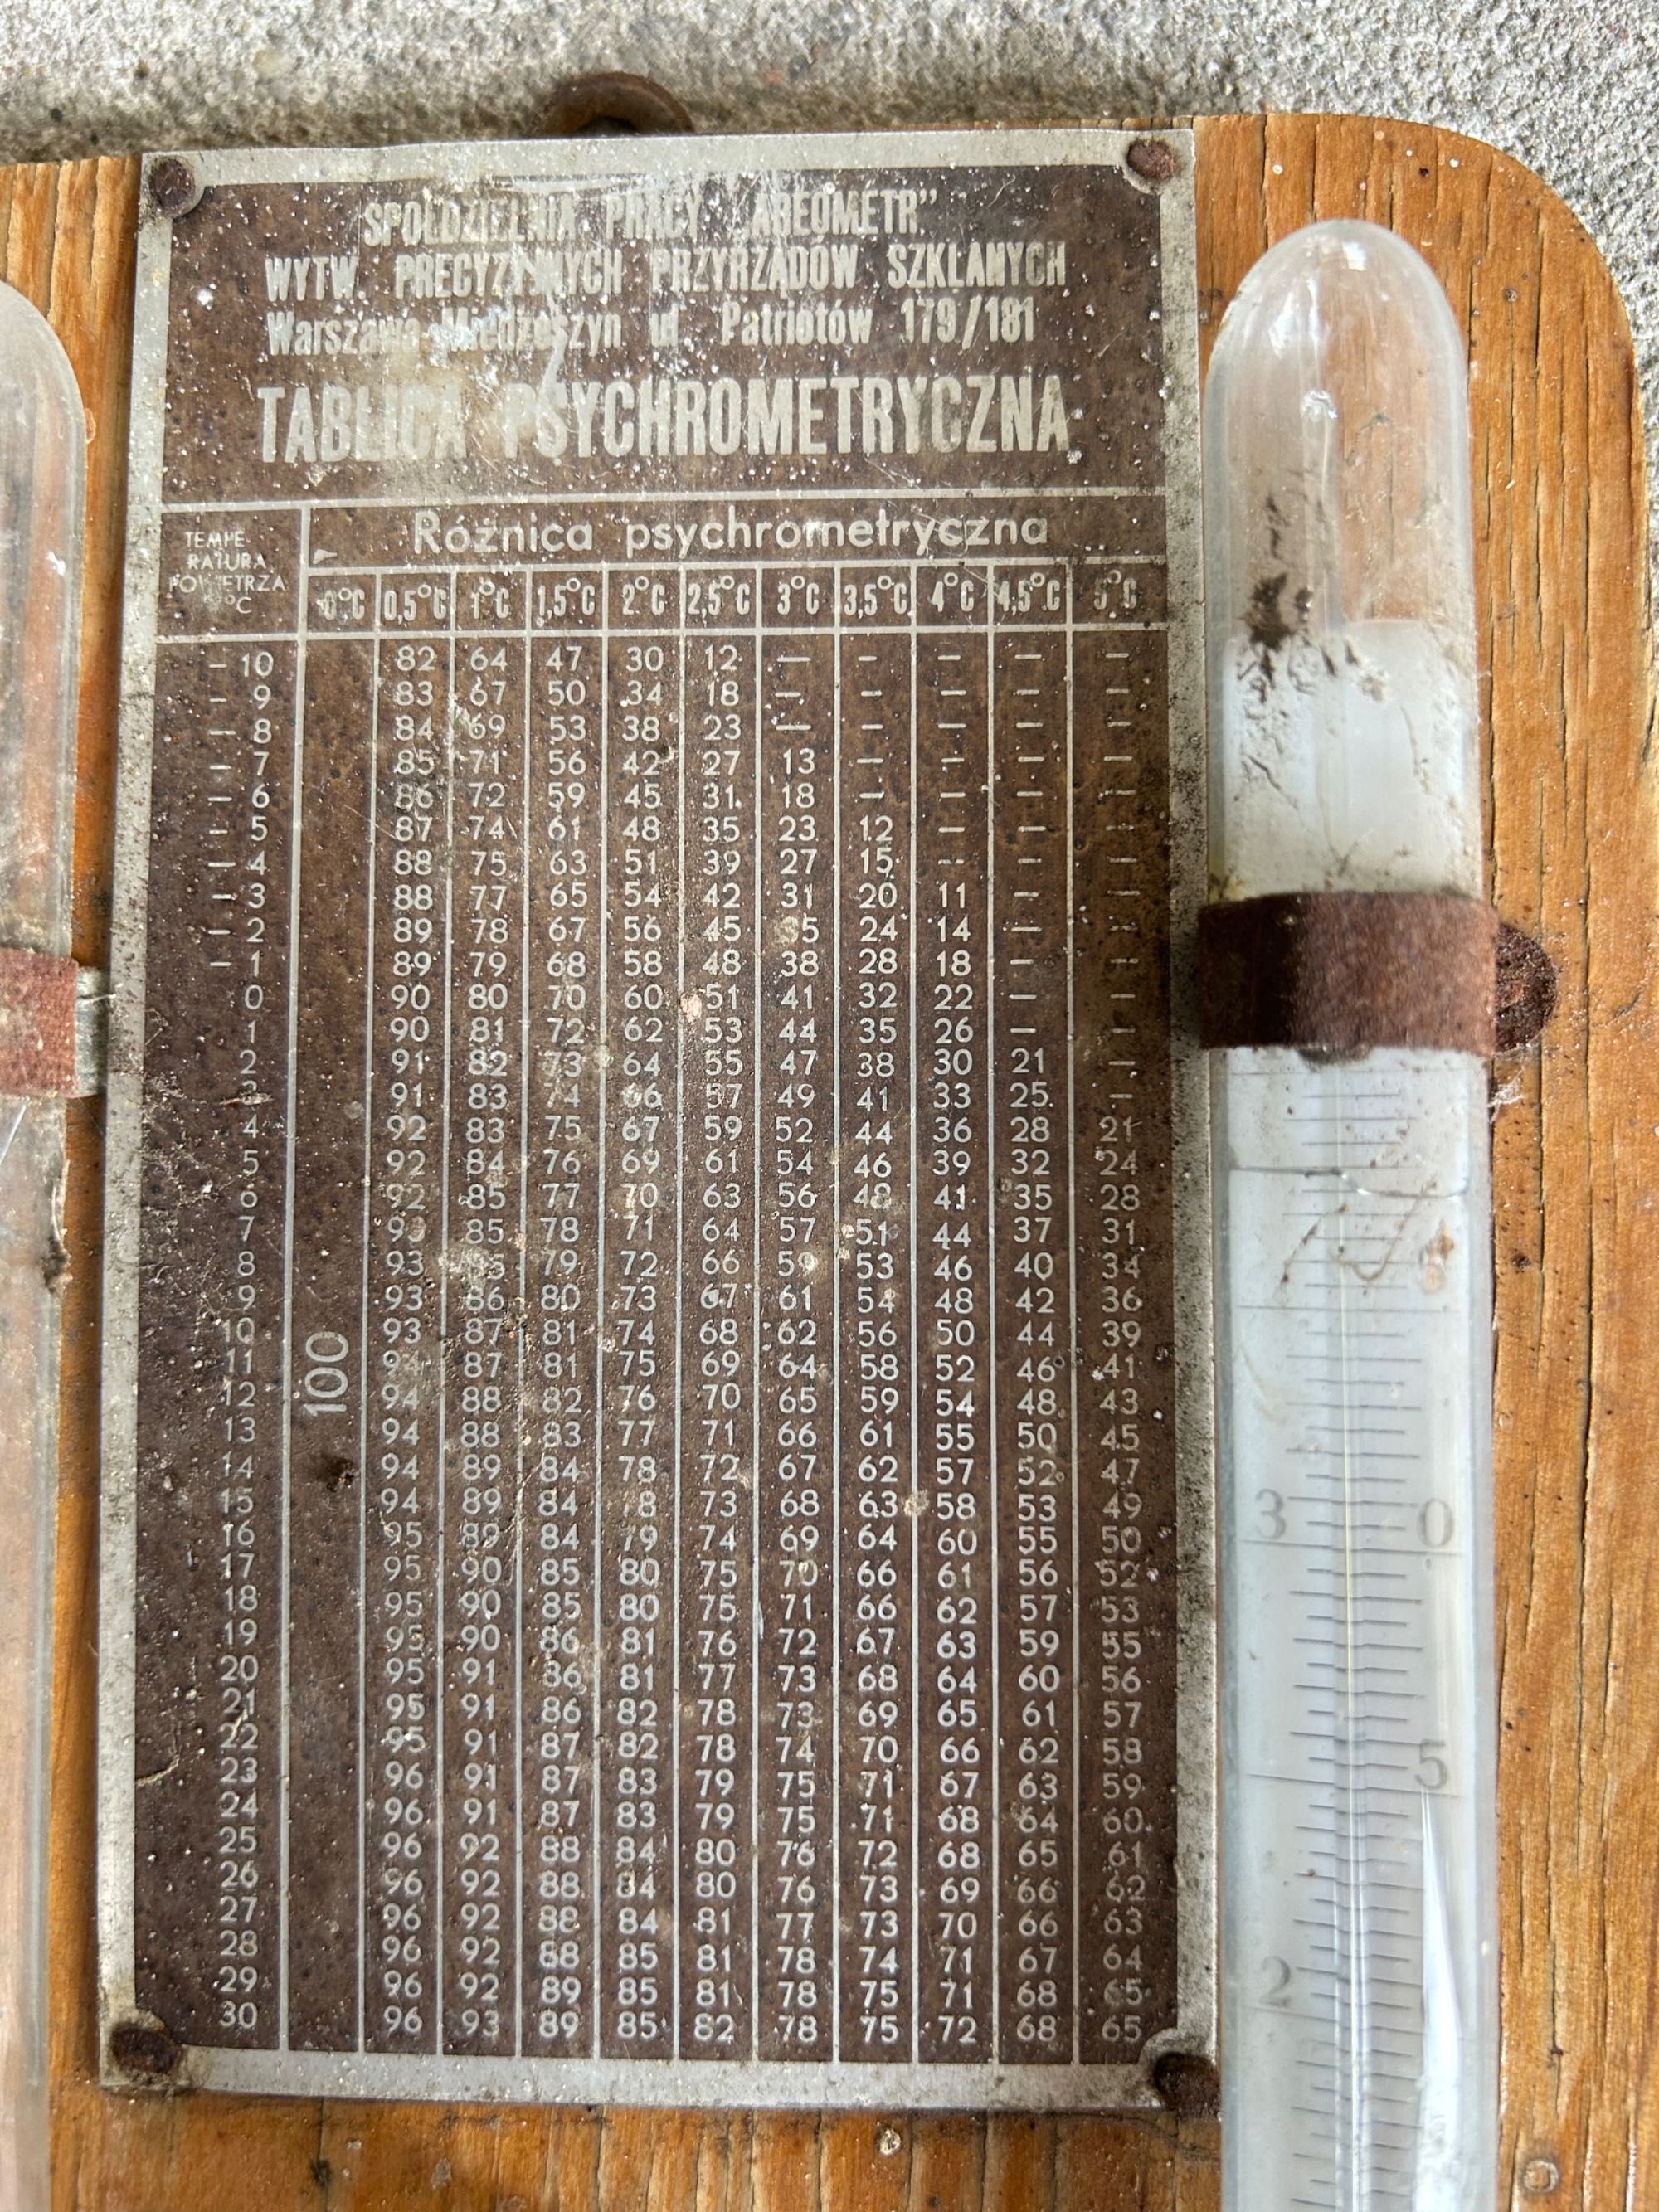 SPÓŁDZIELNIA PRACY „AREOMETR”
WYTW. PRECYZYJNYCH PRZYRZĄDÓW SZKLANYCH
Warszawa-Miedzeszyn ul. Patriotów 179/181
TABLICA PSYCHROMETRYCZNA
TEMPE-
RATURA
POWIETRZA
°C
Różnica psychrometryczna
0°C 0,5°C 1°C 1,5°C 2°C 2,5°C 3°C 3,5°C 4°C 4,5°C 5°C
– 10 82 64 47 30 12 — – – – –
– 9 83 67 50 34 18 – – – – –
– 8 84 69 53 38 23 — – – – –
– 7 85 71 56 42 27 13 – – – –
– 6 86 72 59 45 31 18 – – – –
– 5 87 74 61 48 35 23 12 – – –
– 4 88 75 63 51 39 27 15 – – –
– 3 88 77 65 54 42 31 20 11 – –
– 2 89 78 67 56 45 35 24 14 – –
– 1 89 79 68 58 48 38 28 18 – –
0 90 80 70 60 51 41 32 22 – –
1 90 81 72 62 53 44 35 26 – –
2 91 82 73 64 55 47 38 30 21 –
3 91 83 74 66 57 49 41 33 25 –
4 92 83 75 67 59 52 44 36 28 21
5 92 84 76 69 61 54 46 39 32 24
6 92 85 77 70 63 56 48 41 35 28
7 93 85 78 71 64 57 51 44 37 31
8 93 79 72 66 59 53 46 40 34
9 93 86 80 73 67 61 54 48 42 36
10 93 87 81 74 68 62 56 50 44 39
11 94 87 81 75 69 64 58 52 46 41
12 94 88 82 76 70 65 59 54 48 43
13 94 88 83 77 71 66 61 55 50 45
14 94 89 84 78 72 67 62 57 52 47
15 94 89 84 78 73 68 63 58 53 49
16 95 89 84 79 74 69 64 60 55 50
17 95 90 85 80 75 70 66 61 56 52
18 95 90 85 80 75 71 66 62 57 53
19 95 90 86 81 76 72 67 63 59 55
20 95 91 86 81 77 73 68 64 60 56
21 95 91 86 82 78 73 69 65 61 57
22 95 91 87 82 78 74 70 66 62 58
23 96 91 87 83 79 75 71 67 63 59
24 96 91 87 83 79 75 71 68 64 60
25 96 92 88 84 80 76 72 68 65 61
26 96 92 88 84 80 76 73 69 66 62
27 96 92 88 84 81 77 73 70 66 63
28 96 92 88 85 81 78 74 71 67 64
29 96 92 89 85 81 78 75 71 68 65
30 96 93 89 85 82 78 75 72 68 65
100
3 0
5
2